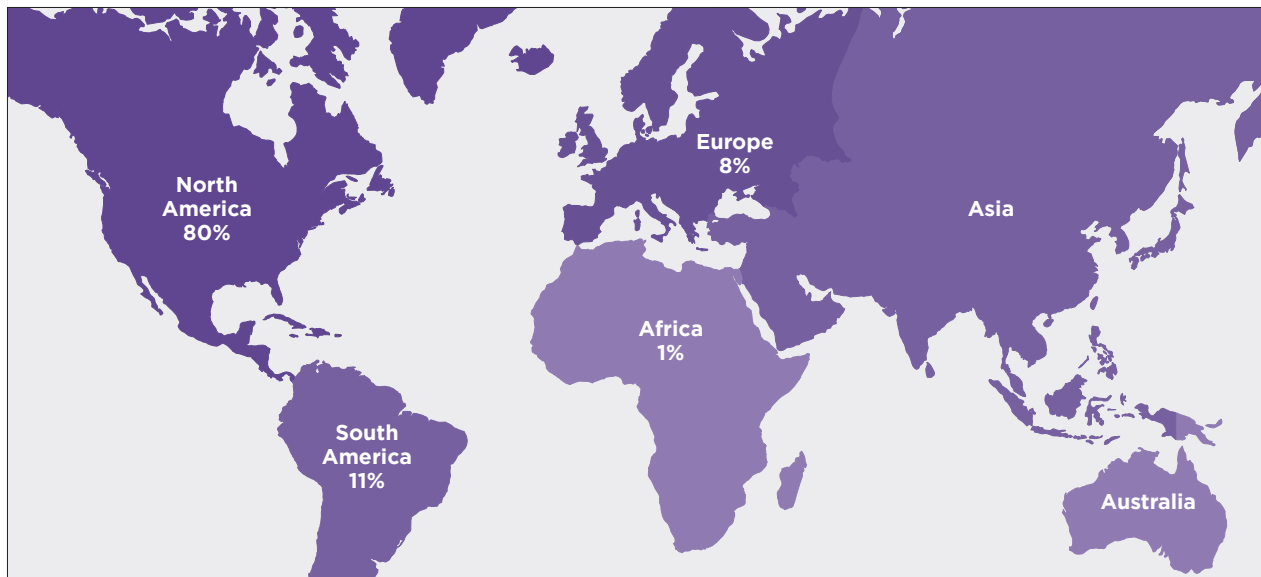 North
America
80%
Europe
8%
Asia
Africa
1%
South
America
11%
Australia